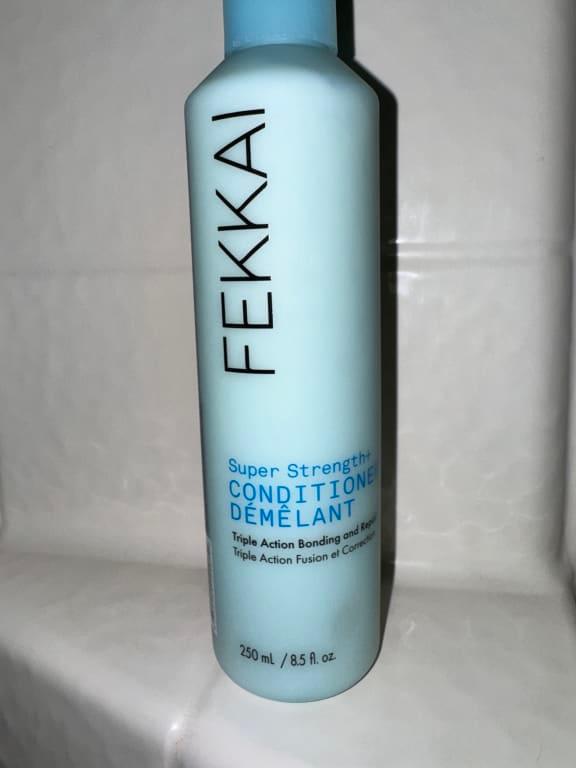 FEKKAI
Super Strength+
CONDITIONE
DÉMÊLANT
Triple Action Bonding and Repai
Triple Action Fusion et Correction
250 mL / 8.5 fl. oz.